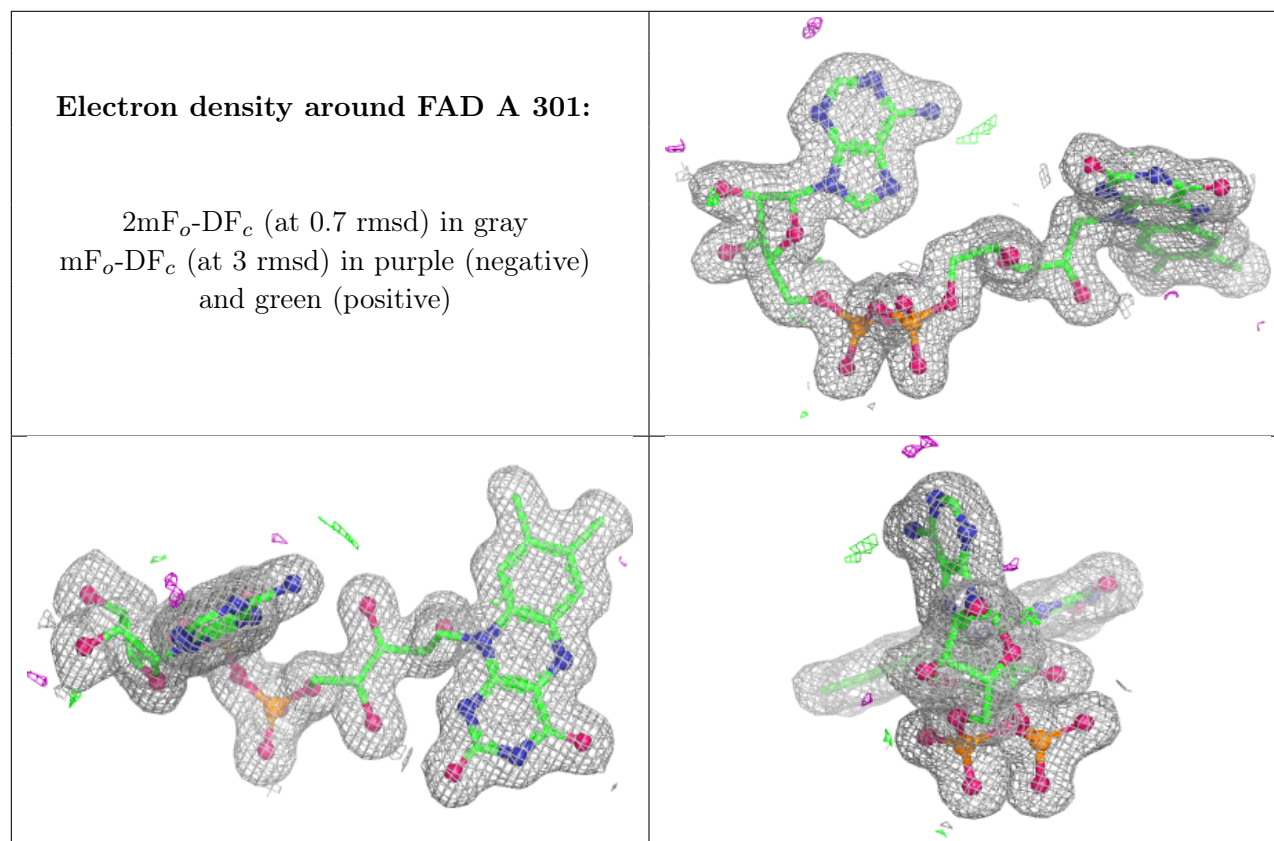 Electron density around FAD A 301:
2mFo-DFc (at 0.7 rmsd) in gray
mFo-DFc (at 3 rmsd) in purple (negative)
and green (positive)